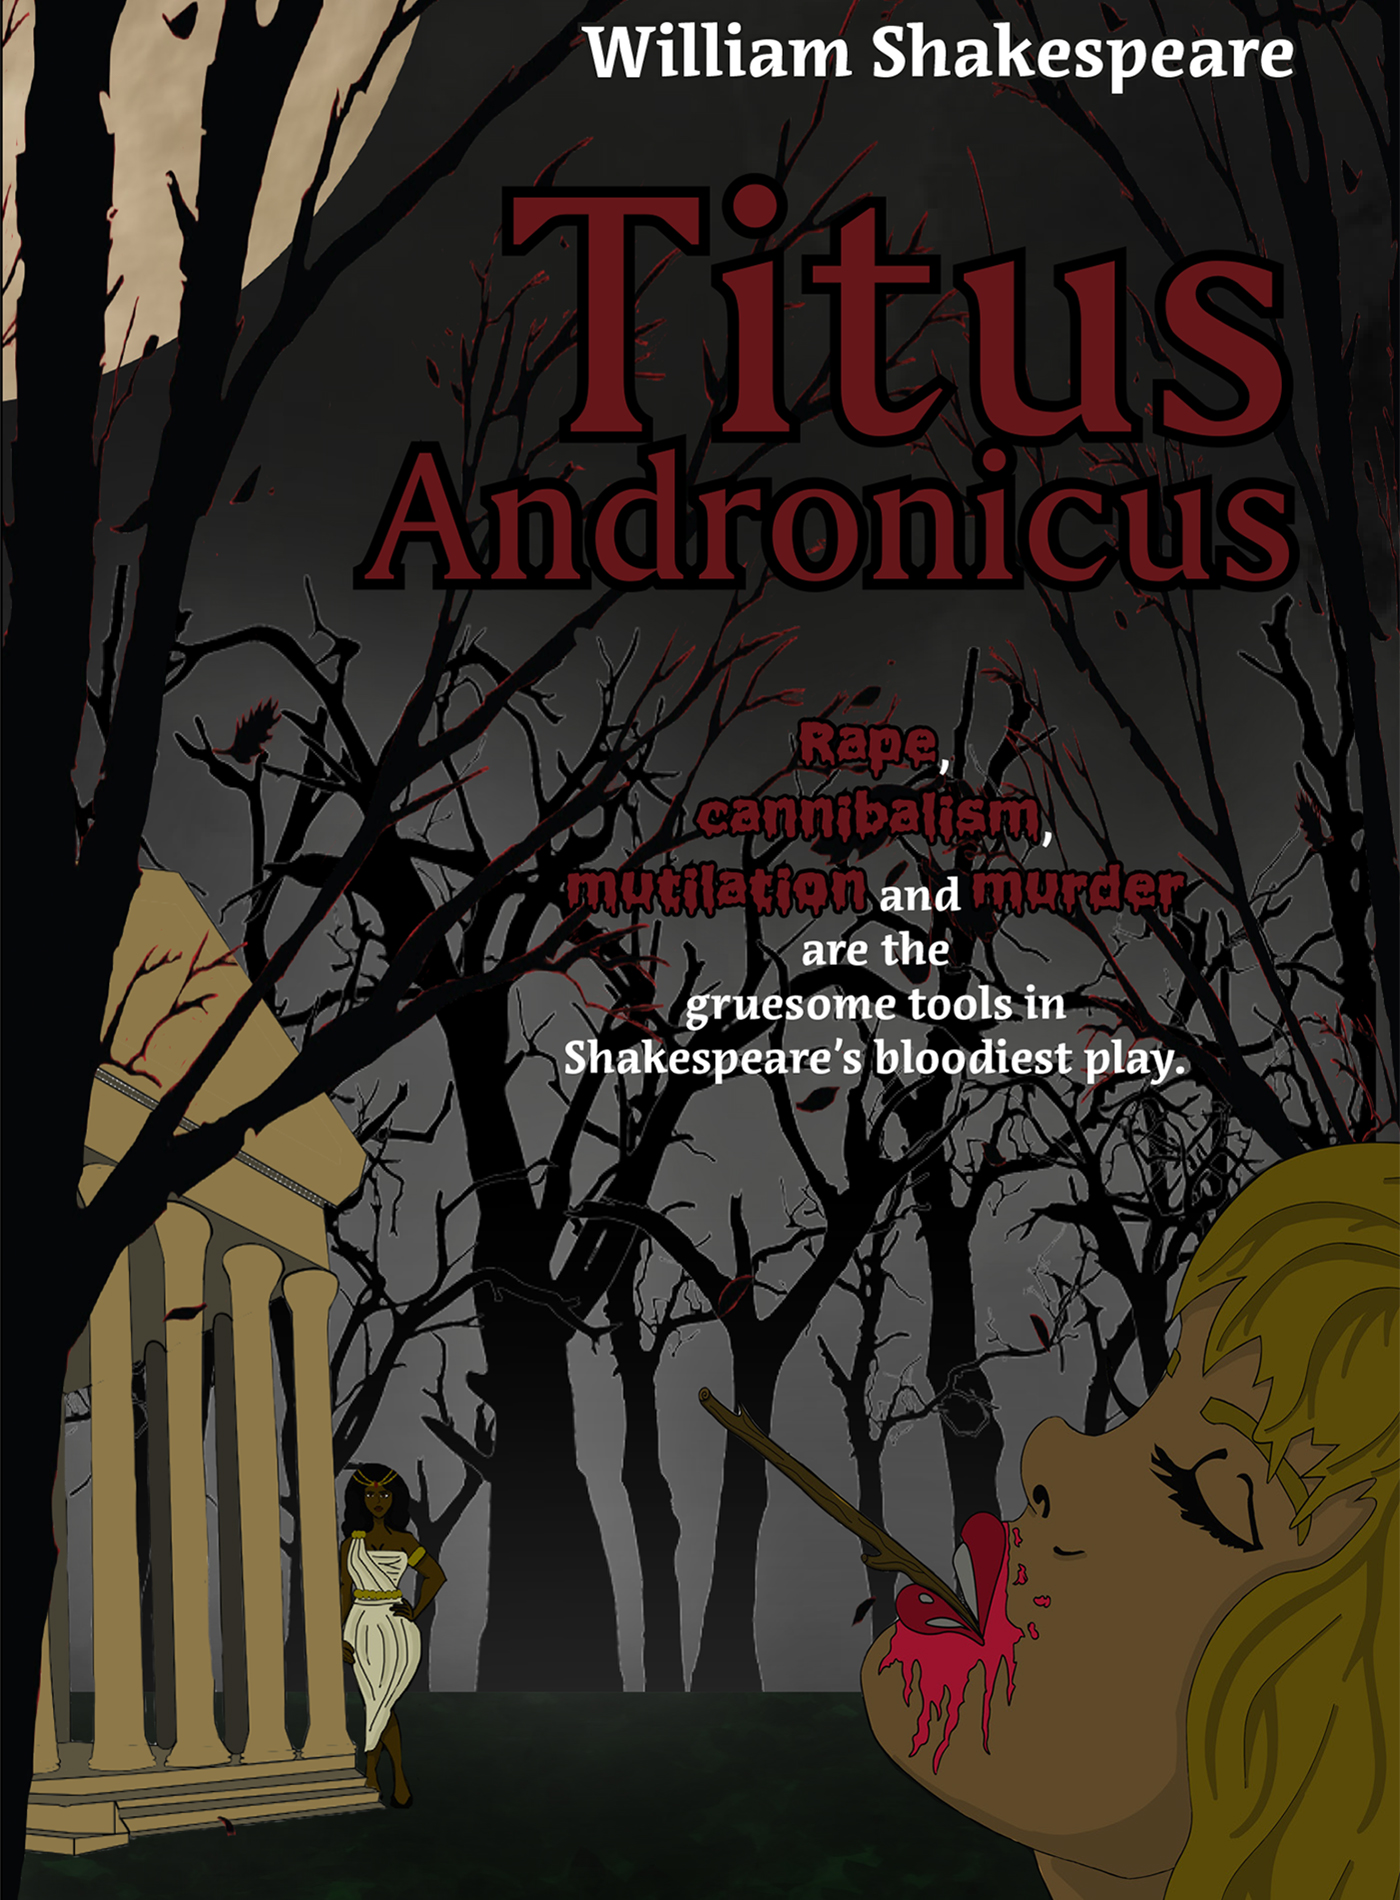 William Shakespeare
Titus
Andronicus
Rape,
cannibalism,
mutilation and murder
are the
gruesome tools in
Shakespeare’s bloodiest play.